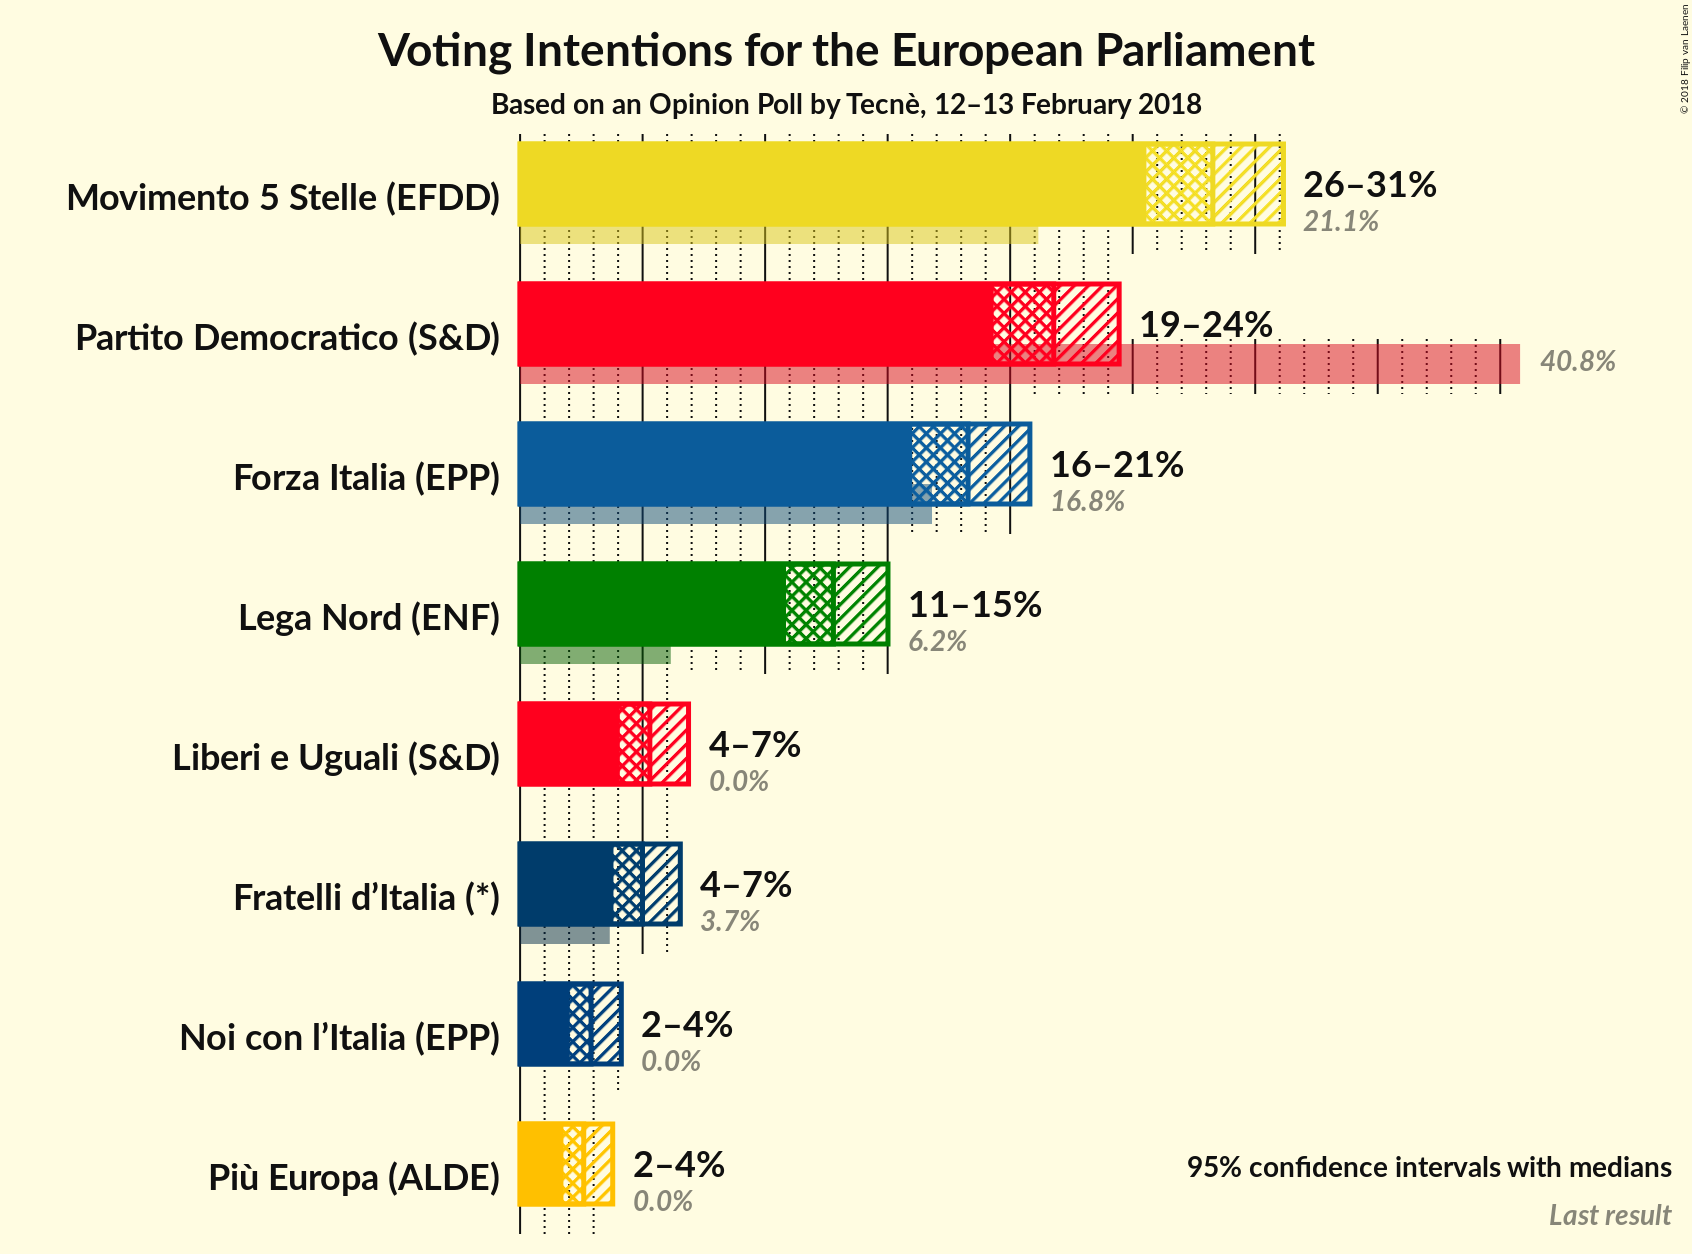 Voting Intentions for the European Parliament
Based on an Opinion Poll by Tecnè, 12–13 February 2018
© 2018 Filip van Laenen
Movimento 5 Stelle (EFDD)
26–31%
21.1%
Partito Democratico (S&D)
19–24%
40.8%
Forza Italia (EPP)
16–21%
16.8%
Lega Nord (ENF)
11–15%
6.2%
Liberi e Uguali (S&D)
4–7%
0.0%
Fratelli d’Italia (*)
4–7%
3.7%
Noi con l’Italia (EPP)
2–4%
0.0%
Più Europa (ALDE)
2–4%
0.0%
95% confidence intervals with medians
Last result